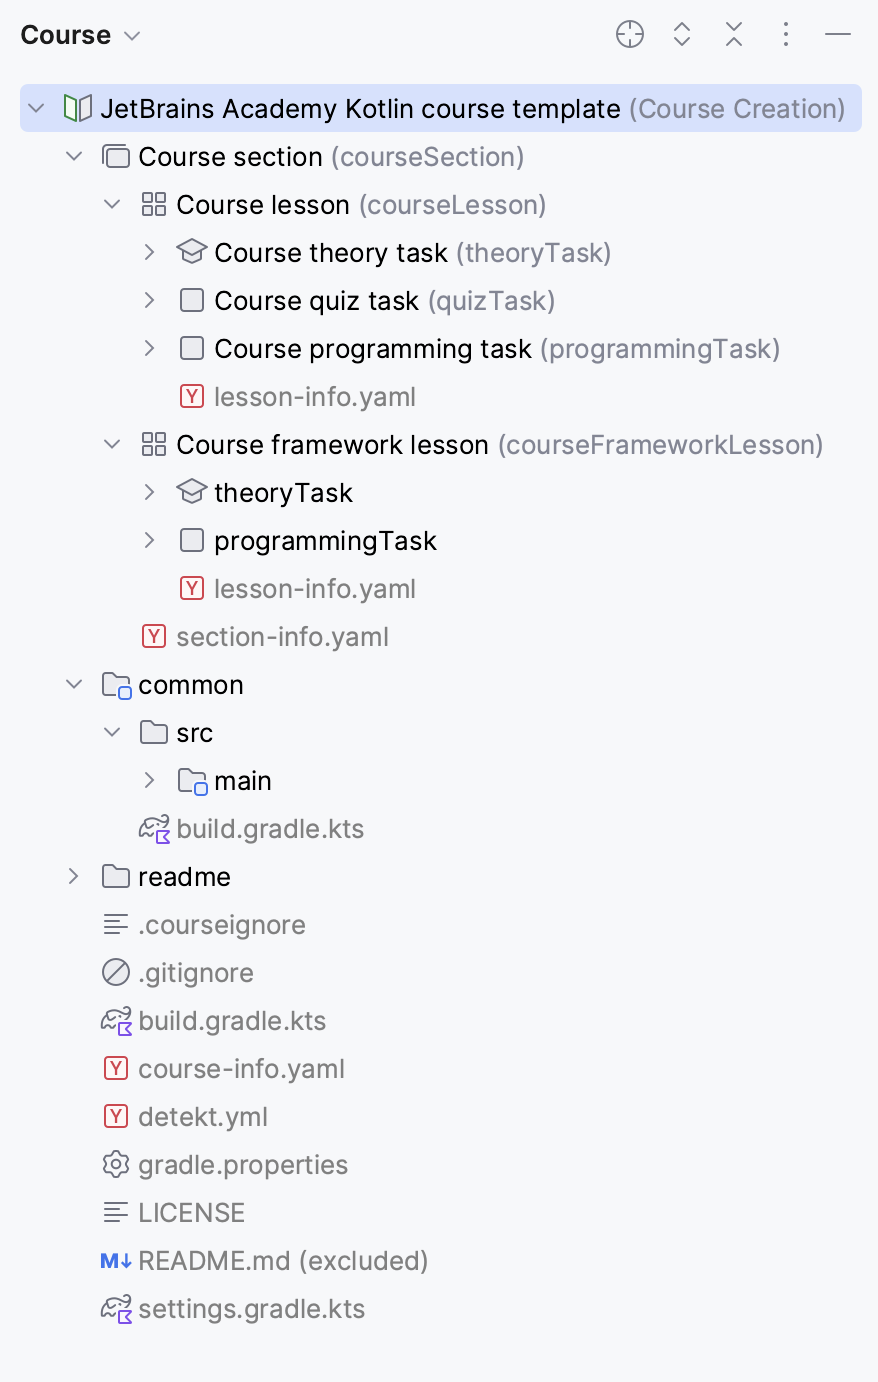 Course
JetBrains Academy Kotlin course template (Course Creation)
Course section (courseSection)
Course lesson (courseLesson)
Course theory task (theoryTask)
Course quiz task (quizTask)
Course programming task (programmingTask)
Y lesson-info.yaml
Course framework lesson (courseFrameworkLesson)
theoryTask
programmingTask
Y lesson-info.yaml
Y section-info.yaml
common
src
main
build.gradle.kts
readme
.courseignore
.gitignore
build.gradle.kts
Y course-info.yaml
Y detekt.yml
gradle.properties
LICENSE
M↓ README.md (excluded)
settings.gradle.kts